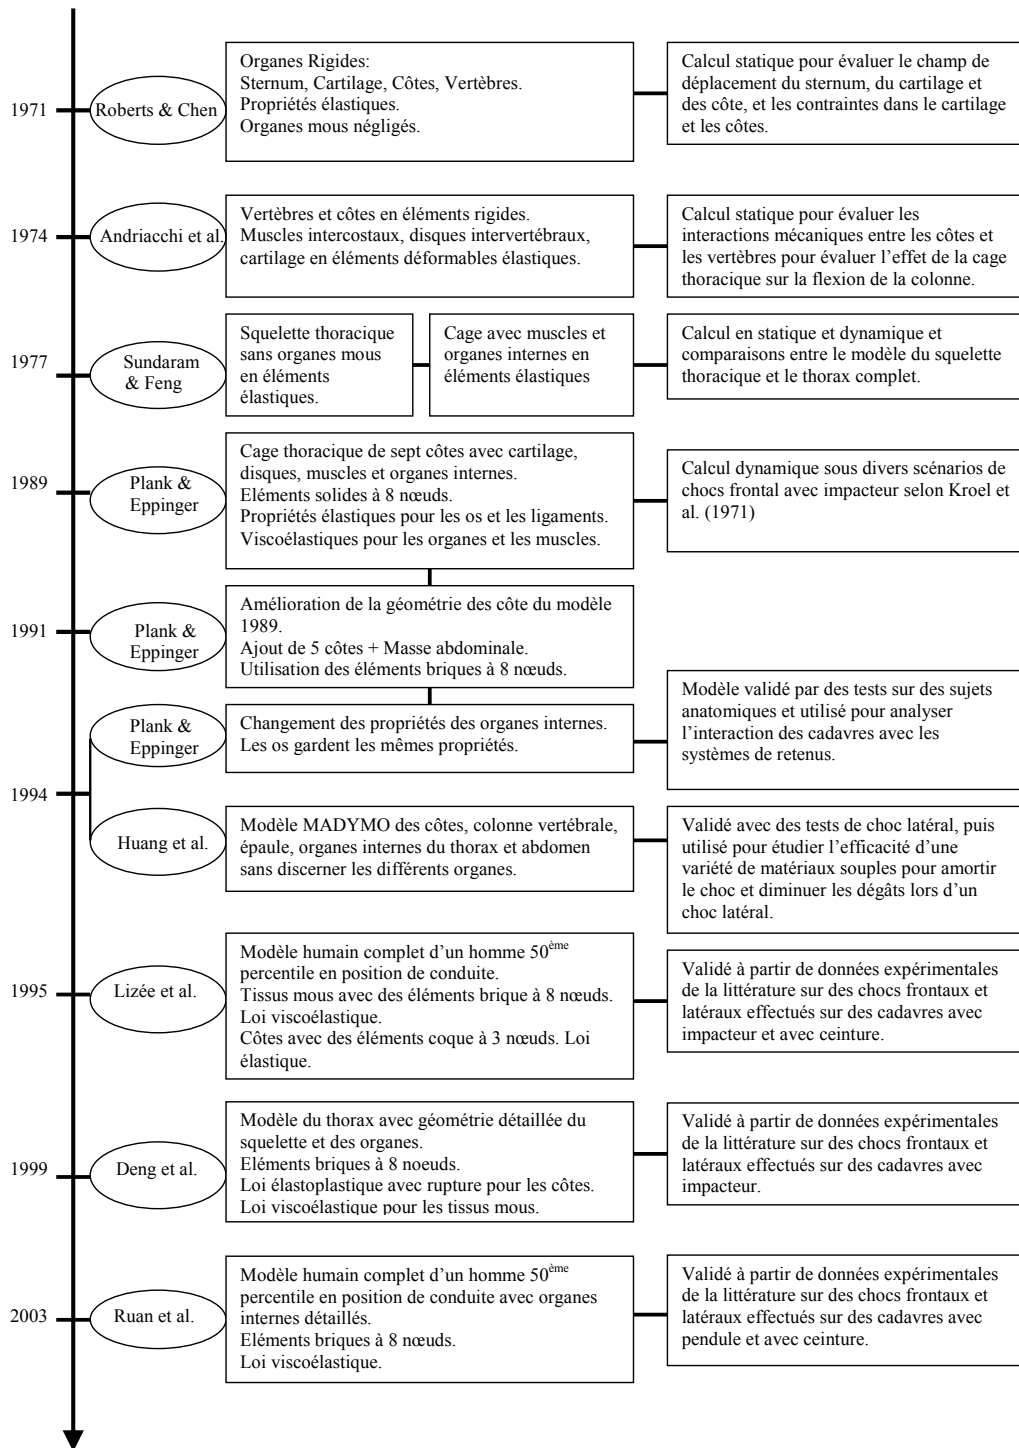 1971
Roberts & Chen
Organes Rigides:
Sternum, Cartilage, Côtes, Vertèbres.
Propriétés élastiques.
Organes mous négligés.
Calcul statique pour évaluer le champ de
déplacement du sternum, du cartilage et
des côte, et les contraintes dans le cartilage
et les côtes.
1974
Andriacchi et al.
Vertèbres et côtes en éléments rigides.
Muscles intercostaux, disques intervertébraux,
cartilage en éléments déformables élastiques.
Calcul statique pour évaluer les
interactions mécaniques entre les côtes et
les vertèbres pour évaluer l’effet de la cage
thoracique sur la flexion de la colonne.
1977
Sundaram
& Feng
Squelette thoracique
sans organes mous
en éléments
élastiques.
Cage avec muscles et
organes internes en
éléments élastiques
Calcul en statique et dynamique et
comparaisons entre le modèle du squelette
thoracique et le thorax complet.
1989
Plank &
Eppinger
Cage thoracique de sept côtes avec cartilage,
disques, muscles et organes internes.
Eléments solides à 8 nœuds.
Propriétés élastiques pour les os et les ligaments.
Viscoélastiques pour les organes et les muscles.
Calcul dynamique sous divers scénarios de
chocs frontal avec impacteur selon Kroel et
al. (1971)
1991
Plank &
Eppinger
Amélioration de la géométrie des côte du modèle
1989.
Ajout de 5 côtes + Masse abdominale.
Utilisation des éléments briques à 8 nœuds.
1994
Plank &
Eppinger
Changement des propriétés des organes internes.
Les os gardent les mêmes propriétés.
Modèle validé par des tests sur des sujets
anatomiques et utilisé pour analyser
l’interaction des cadavres avec les
systèmes de retenus.
Huang et al.
Modèle MADYMO des côtes, colonne vertébrale,
épaule, organes internes du thorax et abdomen
sans discerner les différents organes.
Validé avec des tests de choc latéral, puis
utilisé pour étudier l’efficacité d’une
variété de matériaux souples pour amortir
le choc et diminuer les dégâts lors d’un
choc latéral.
1995
Lizée et al.
Modèle humain complet d’un homme 50ème
percentile en position de conduite.
Tissus mous avec des éléments brique à 8 nœuds.
Loi viscoélastique.
Côtes avec des éléments coque à 3 nœuds. Loi
élastique.
Validé à partir de données expérimentales
de la littérature sur des chocs frontaux et
latéraux effectués sur des cadavres avec
impacteur et avec ceinture.
1999
Deng et al.
Modèle du thorax avec géométrie détaillée du
squelette et des organes.
Eléments briques à 8 noeuds.
Loi élastoplastique avec rupture pour les côtes.
Loi viscoélastique pour les tissus mous.
Validé à partir de données expérimentales
de la littérature sur des chocs frontaux et
latéraux effectués sur des cadavres avec
impacteur.
2003
Ruan et al.
Modèle humain complet d’un homme 50ème
percentile en position de conduite avec organes
internes détaillés.
Eléments briques à 8 nœuds.
Loi viscoélastique.
Validé à partir de données expérimentales
de la littérature sur des chocs frontaux et
latéraux effectués sur des cadavres avec
pendule et avec ceinture.